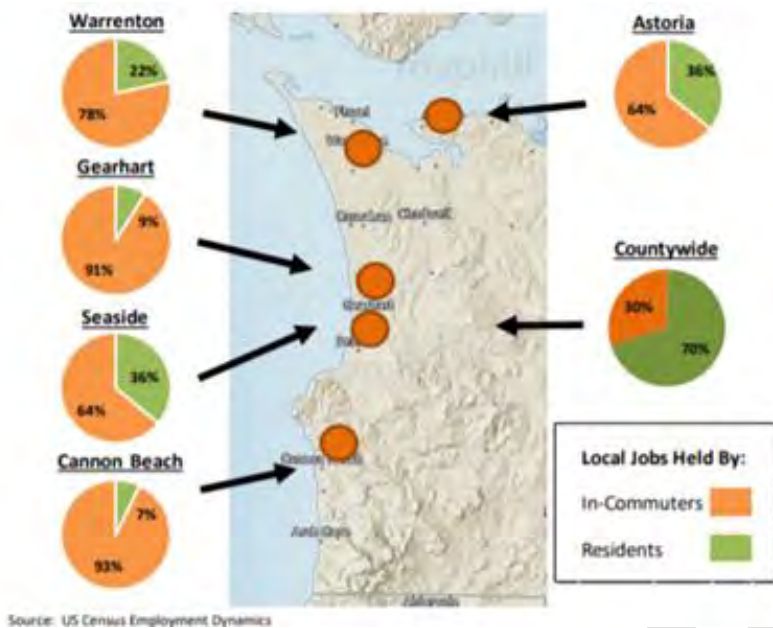 Warrenton
22%
78%
Gearhart
9%
91%
Seaside
36%
64%
Cannon Beach
7%
93%
Astoria
36%
64%
Countywide
30%
70%
Local Jobs Held By:
In-Commuters
Residents
Source: US Census Employment Dynamics